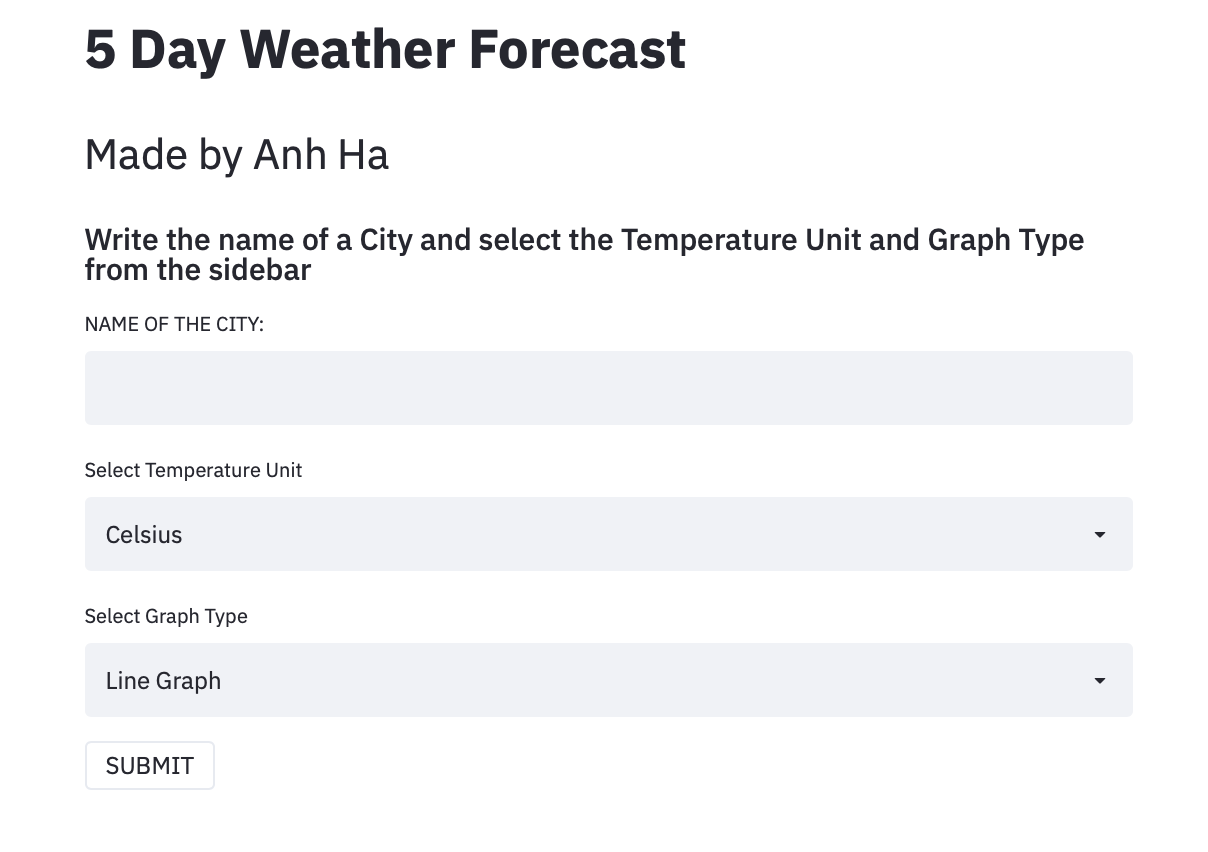 5 Day Weather Forecast
Made by Anh Ha
Write the name of a City and select the Temperature Unit and Graph Type
from the sidebar
NAME OF THE CITY:
Select Temperature Unit
Celsius
Select Graph Type
Line Graph
SUBMIT